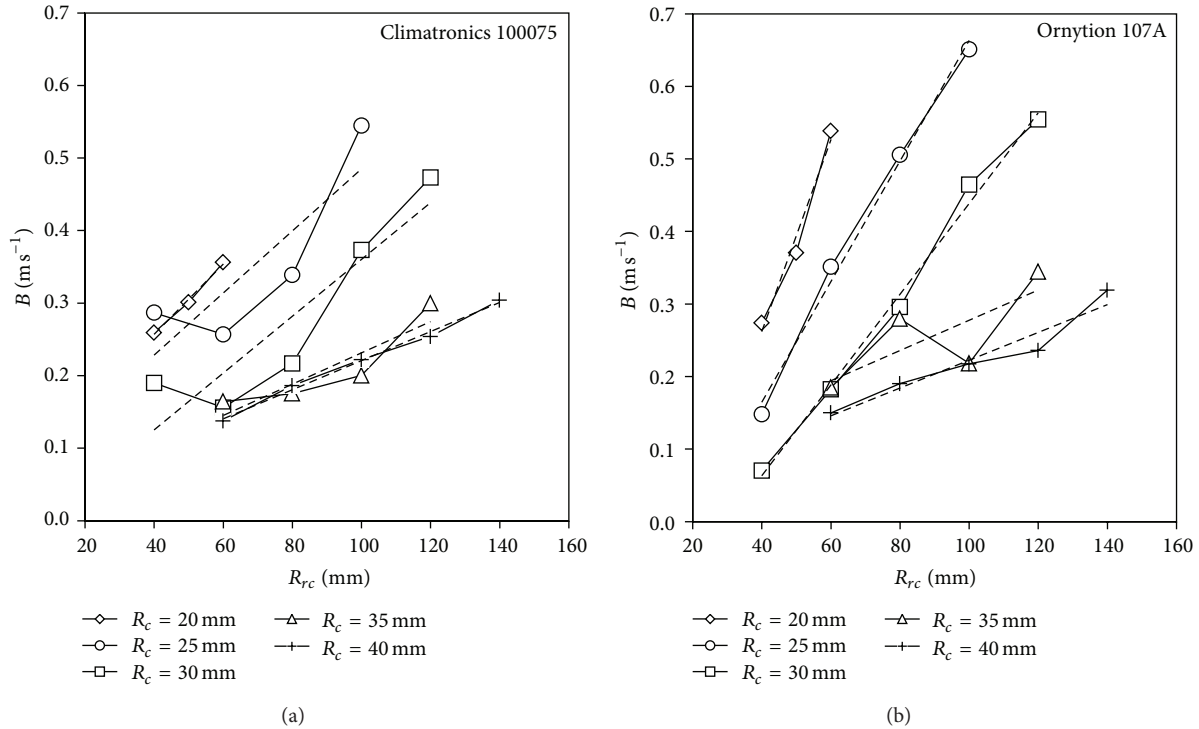 Climatronics 100075
0.7
0.6
0.5
0.4
0.3
0.2
0.1
0.0
B (m s⁻¹)
20 40 60 80 100 120 140 160
R_rc (mm)
R_c = 20 mm
R_c = 25 mm
R_c = 30 mm
R_c = 35 mm
R_c = 40 mm
(a)
Ornytion 107A
0.7
0.6
0.5
0.4
0.3
0.2
0.1
0.0
B (m s⁻¹)
20 40 60 80 100 120 140 160
R_rc (mm)
R_c = 20 mm
R_c = 25 mm
R_c = 30 mm
R_c = 35 mm
R_c = 40 mm
(b)